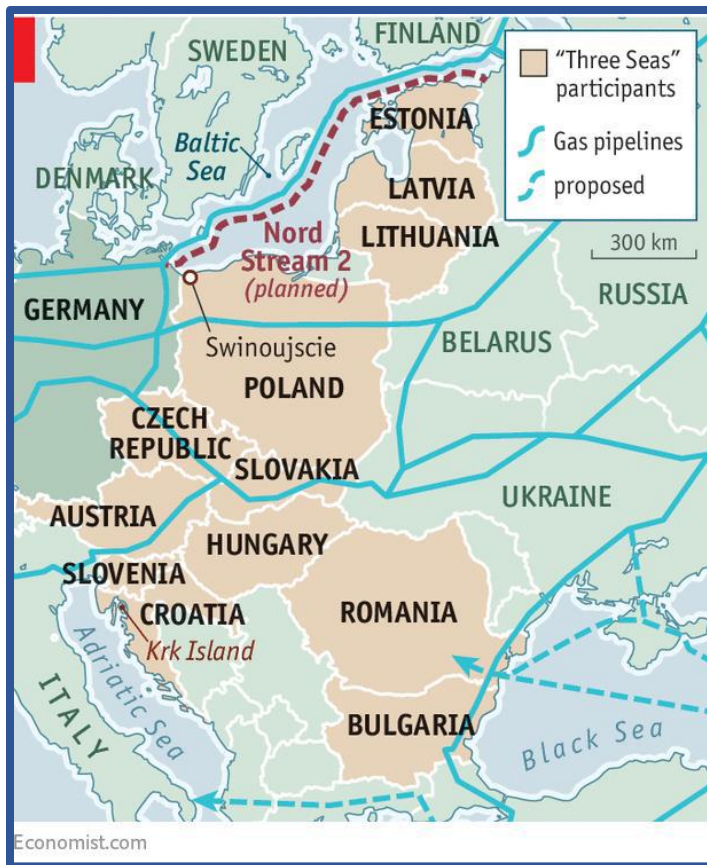 SWEDEN
FINLAND
"Three Seas"
participants
Gas pipelines
proposed
300 km
ESTONIA
Baltic
Sea
DENMARK
LATVIA
LITHUANIA
Nord
Stream 2
(planned)
RUSSIA
GERMANY
Swinoujscie
BELARUS
POLAND
CZECH
REPUBLIC
SLOVAKIA
UKRAINE
AUSTRIA
HUNGARY
SLOVENIA
CROATIA
ROMANIA
Krk Island
Adriatic Sea
ITALY
BULGARIA
Black Sea
Economist.com